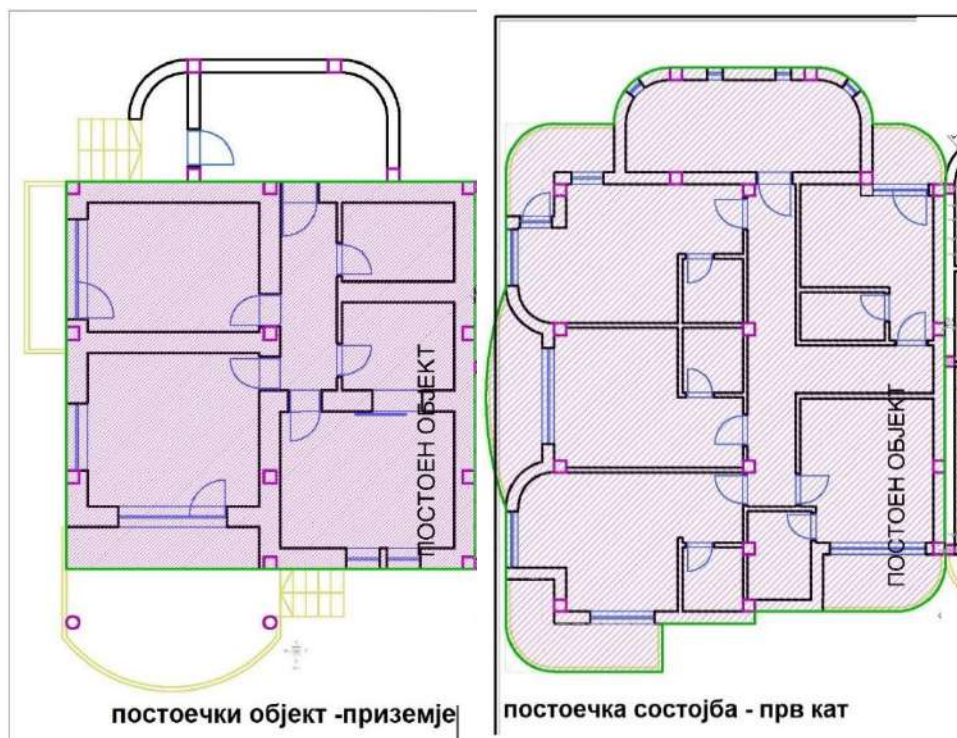 ПОСТОЕН ОБЈЕКТ
постоечки објект -приземје
ПОСТОЕН ОБЈЕКТ
постоечка состојба - прв кат